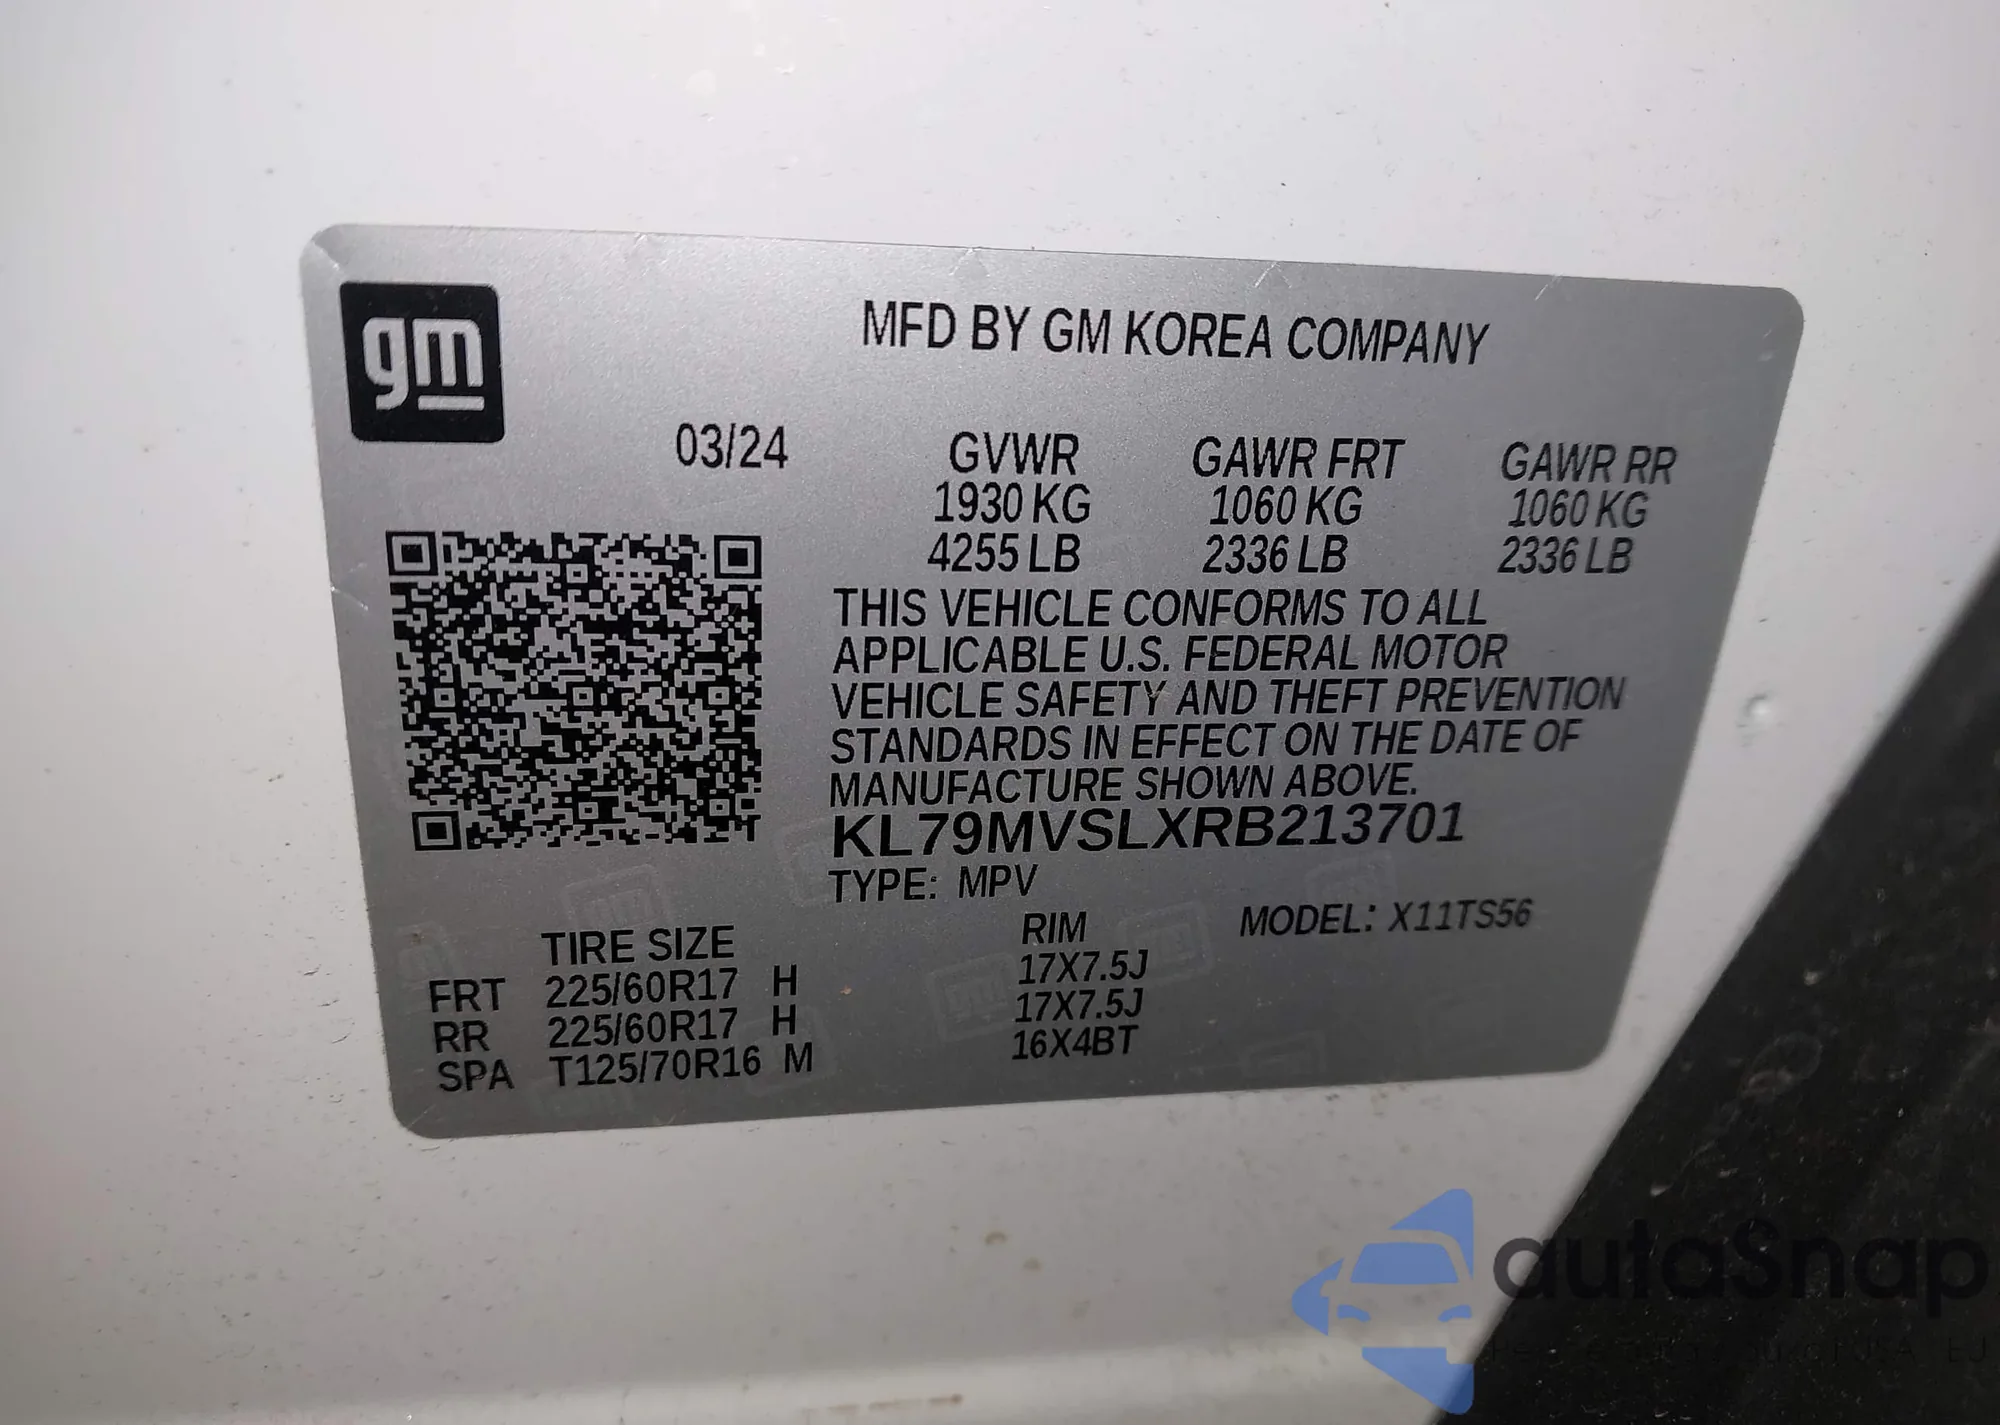 gm
MFD BY GM KOREA COMPANY
03/24
GVWR GAWR FRT GAWR RR
1930 KG 1060 KG 1060 KG
4255 LB 2336 LB 2336 LB
THIS VEHICLE CONFORMS TO ALL
APPLICABLE U.S. FEDERAL MOTOR
VEHICLE SAFETY AND THEFT PREVENTION
STANDARDS IN EFFECT ON THE DATE OF
MANUFACTURE SHOWN ABOVE.
KL79MVSLXRB213701
TYPE: MPV
TIRE SIZE RIM MODEL: X11TS56
FRT 225/60R17 H 17X7.5J
RR 225/60R17 H 17X7.5J
SPA T125/70R16 M 16X4BT
autaSnap